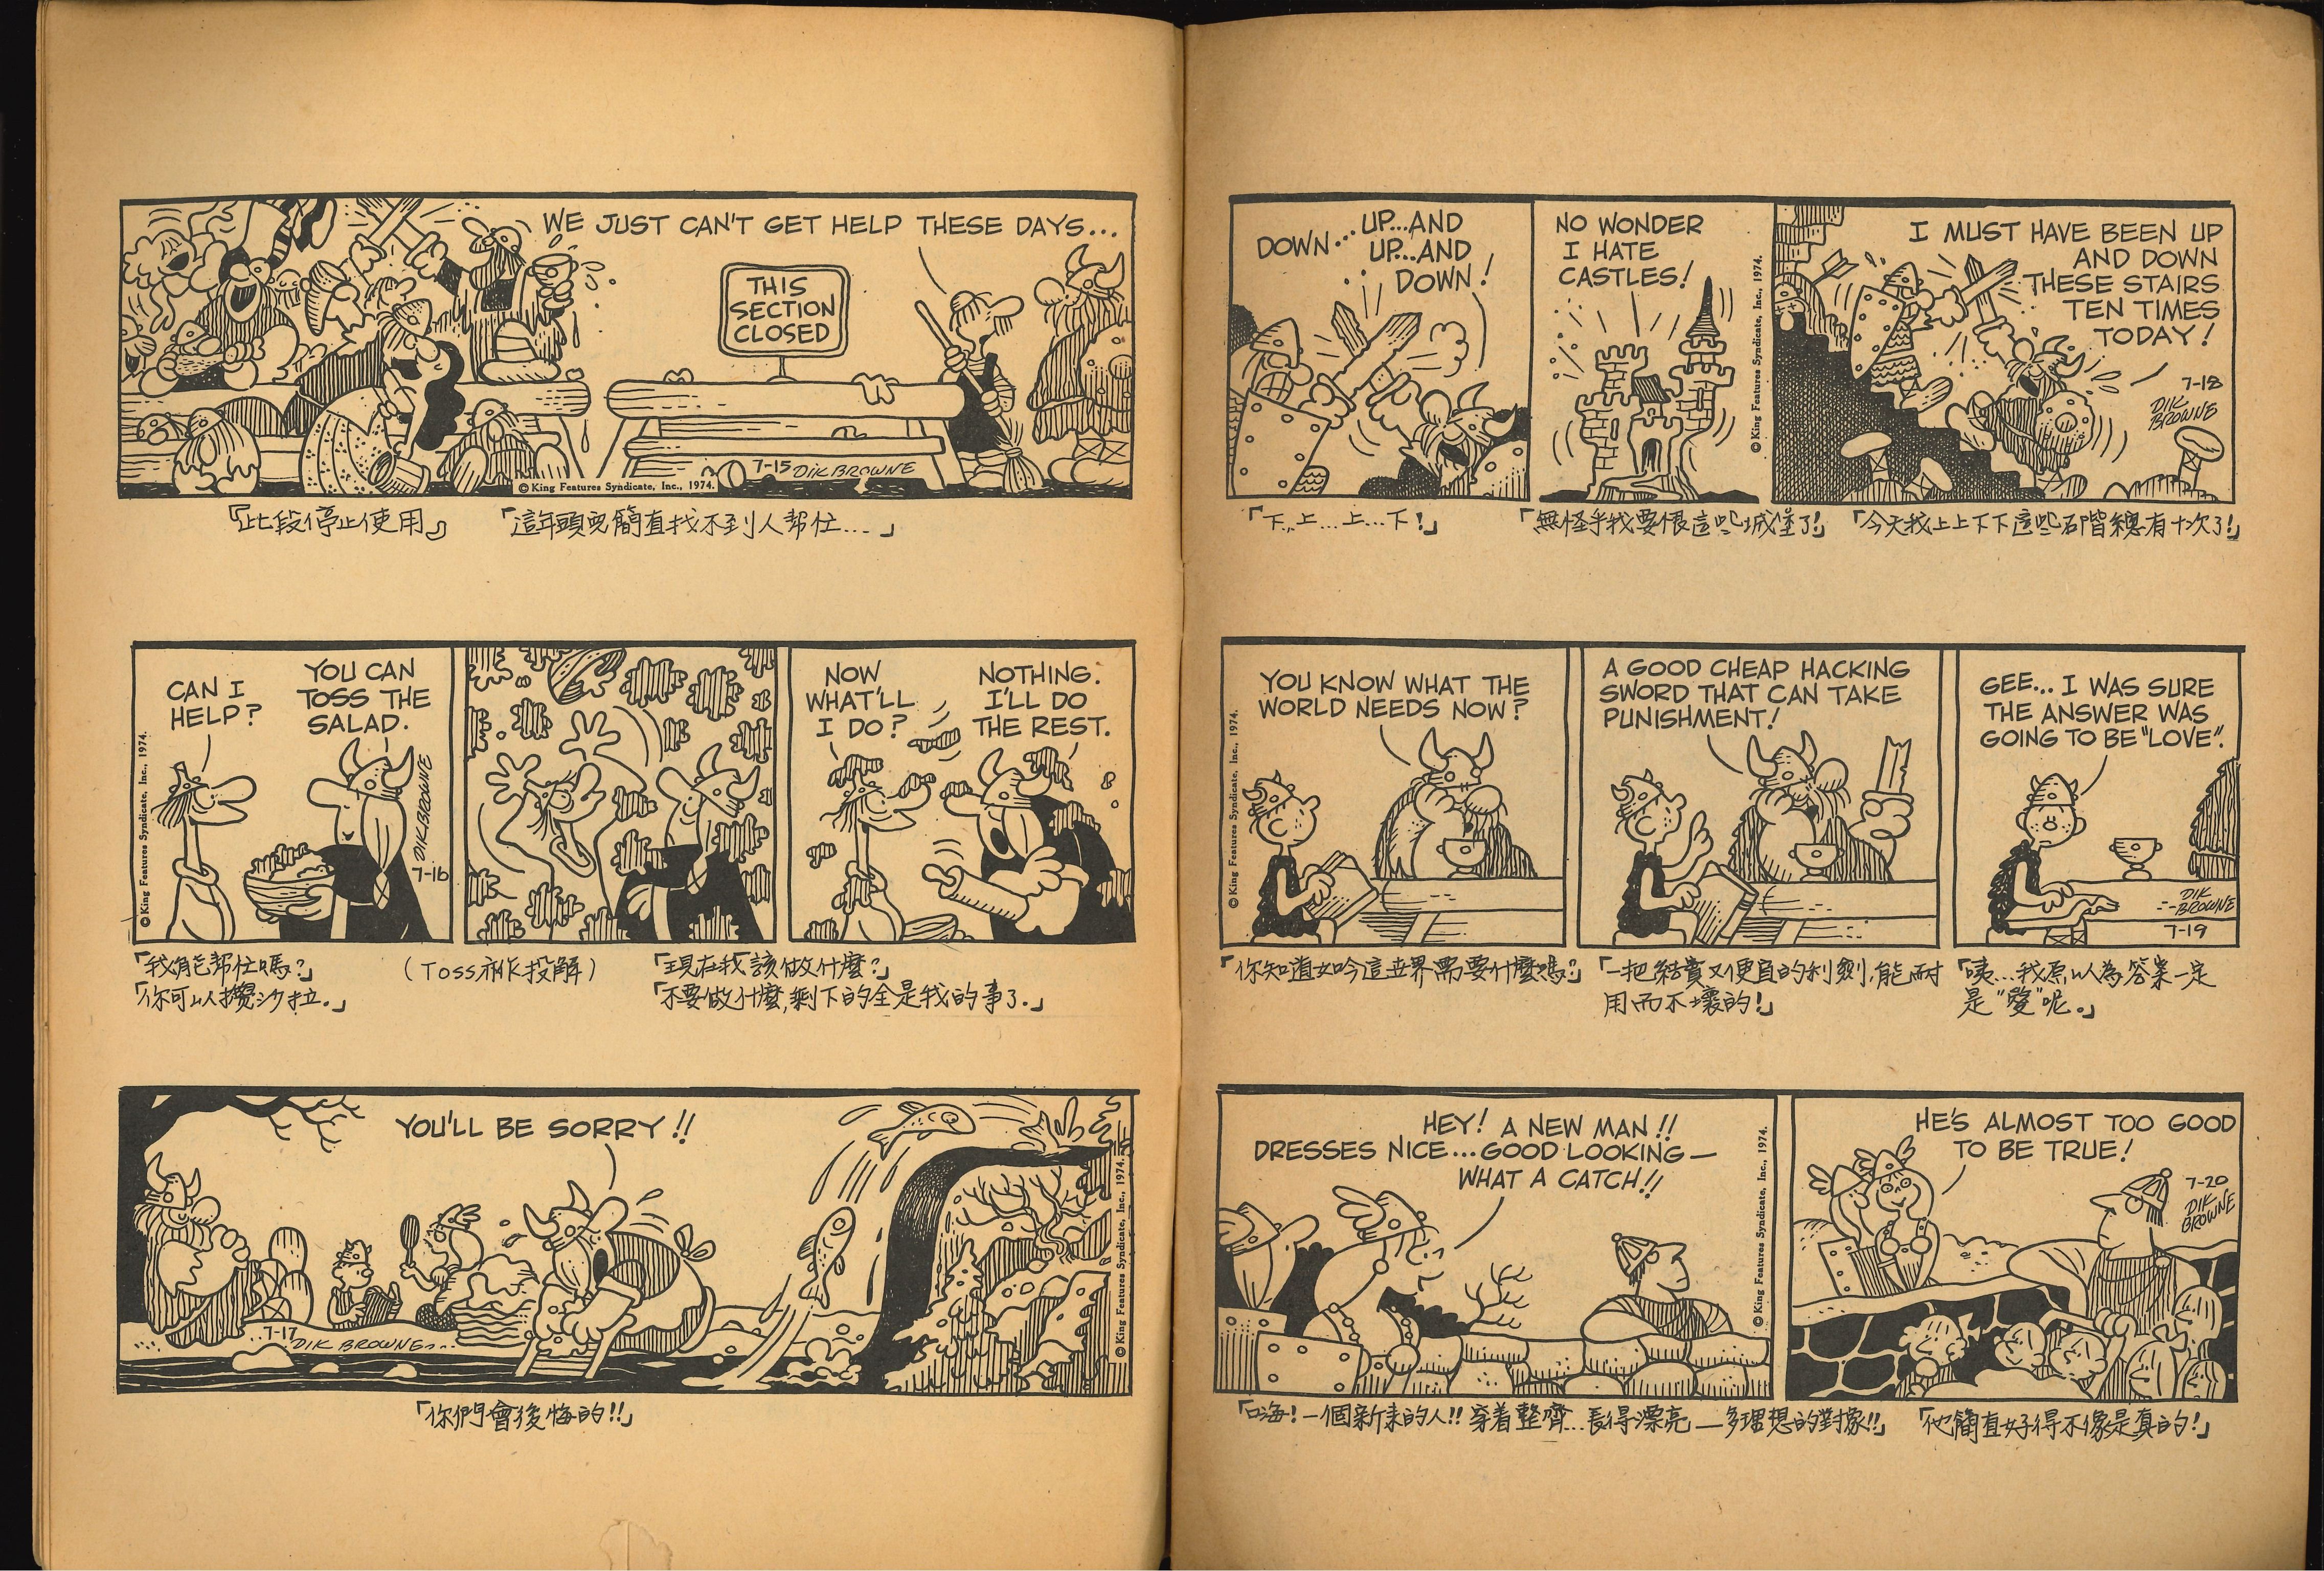 WE JUST CAN'T GET HELP THESE DAYS...
THIS
SECTION
CLOSED
7-15 DIK BROWNE
© King Features Syndicate, Inc., 1974.
『此段停止使用』
「這年頭兒簡直找不到人幫忙....」
CAN I
HELP?
YOU CAN
TOSS THE
SALAD.
© King Features Syndicate, Inc., 1974.
DIK BROWNE
7-16
NOW
WHAT'LL
I DO?
NOTHING.
I'LL DO
THE REST.
「我能幫忙嗎?」
「你可以攪沙拉。」
(Toss亦作投解)
「現在我該做什麼?」
「不要做什麼,剩下的全是我的事了.」
YOU'LL BE SORRY!!
7-17
DIK BROWNE
© King Features Syndicate, Inc., 1974.
「你們會後悔的!!」
DOWN...UP...AND
UP...AND
DOWN!
NO WONDER
I HATE
CASTLES!
© King Features Syndicate, Inc., 1974.
I MUST HAVE BEEN UP
AND DOWN
THESE STAIRS
TEN TIMES
TODAY!
7-18
DIK
BROWNE
「下...上...上...下!」
「無怪乎我要恨這些城堡了!」
「今天我上上下下這些石階總有十次了!」
YOU KNOW WHAT THE
WORLD NEEDS NOW?
© King Features Syndicate, Inc., 1974.
A GOOD CHEAP HACKING
SWORD THAT CAN TAKE
PUNISHMENT!
GEE... I WAS SURE
THE ANSWER WAS
GOING TO BE "LOVE".
DIK
BROWNE
7-19
「你知道如今這世界需要什麼嗎?」
「一把結實又便宜的利劍,能耐
用而不壞的!」
「咦...我原以為答案一定
是"愛"呢。」
HEY! A NEW MAN!!
DRESSES NICE...GOOD LOOKING—
WHAT A CATCH!!
© King Features Syndicate, Inc., 1974.
HE'S ALMOST TOO GOOD
TO BE TRUE!
7-20
DIK
BROWNE
「嗨!一個新來的人!!穿着整齊...長得漂亮—多理想的對像!!」
「他簡直好得不像是真的!」